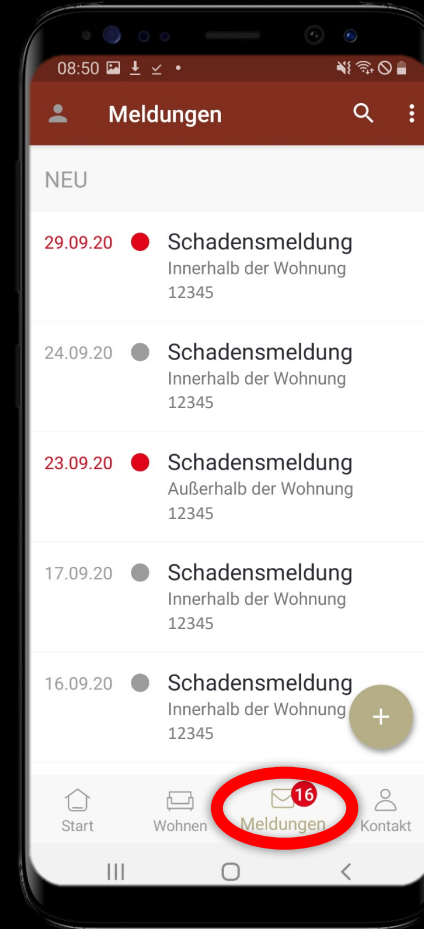 08:50
Meldungen
NEU
29.09.20 Schadensmeldung
Innerhalb der Wohnung
12345
24.09.20 Schadensmeldung
Innerhalb der Wohnung
12345
23.09.20 Schadensmeldung
Außerhalb der Wohnung
12345
17.09.20 Schadensmeldung
Innerhalb der Wohnung
12345
16.09.20 Schadensmeldung
Innerhalb der Wohnung
12345
+
16
Start Wohnen Meldungen Kontakt